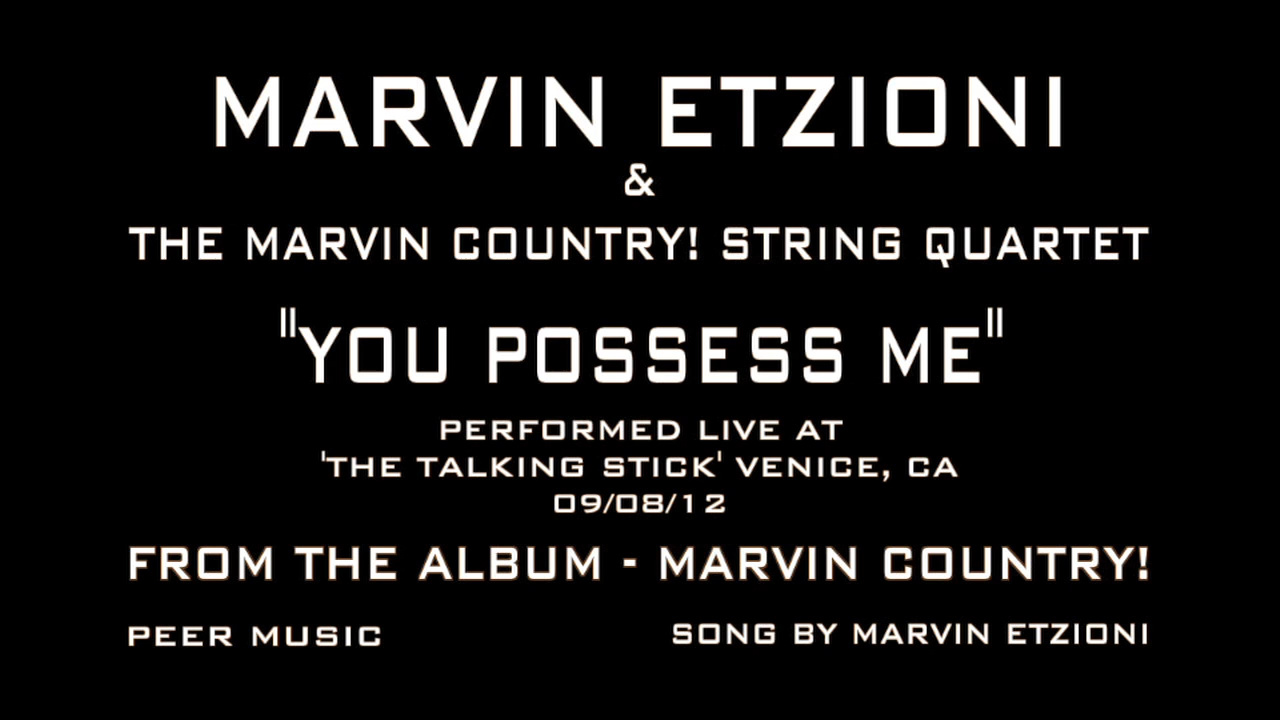 MARVIN ETZIONI
&
THE MARVIN COUNTRY! STRING QUARTET
"YOU POSSESS ME"
PERFORMED LIVE AT
'THE TALKING STICK' VENICE, CA
09/08/12
FROM THE ALBUM - MARVIN COUNTRY!
PEER MUSIC
SONG BY MARVIN ETZIONI